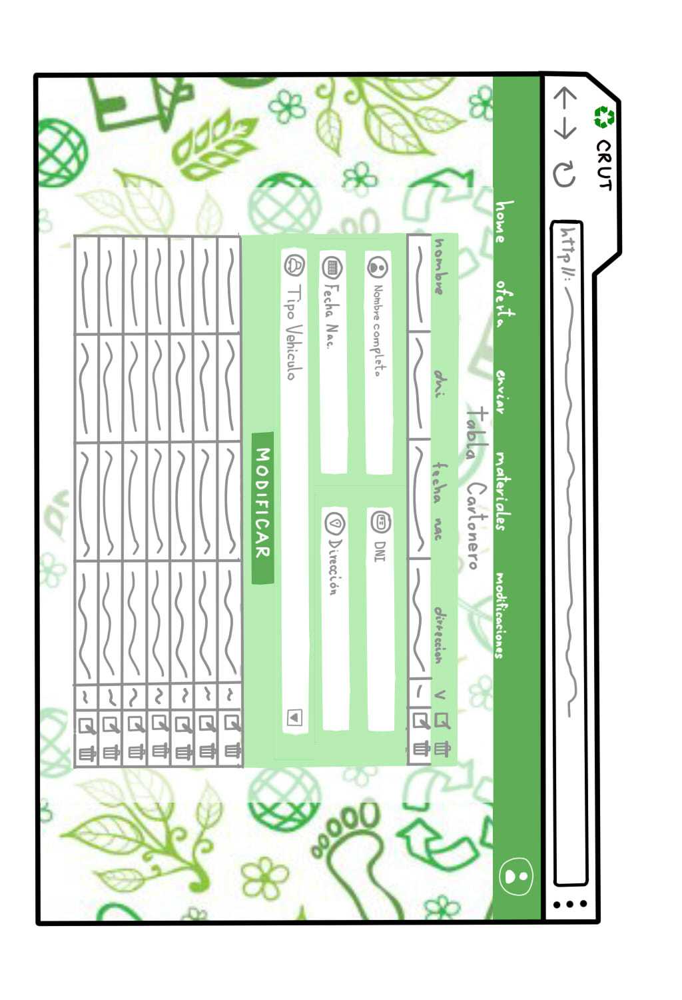 CRUT
http//:
home oferta enviar materiales modificaciones
tabla Cartonero
nombre dni fecha nac dirreccion V
Nombre completo DNI
Fecha Nac. Dirección
Tipo Vehiculo
MODIFICAR